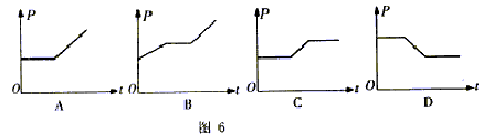 P P P P
O t O t O t O t
A B C D
图 6